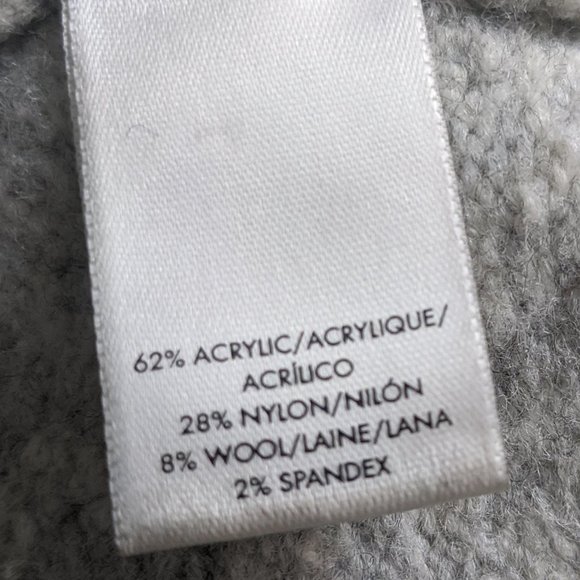 62% ACRYLIC/ACRYLIQUE/
ACRÍLICO
28% NYLON/NILÓN
8% WOOL/LAINE/LANA
2% SPANDEX